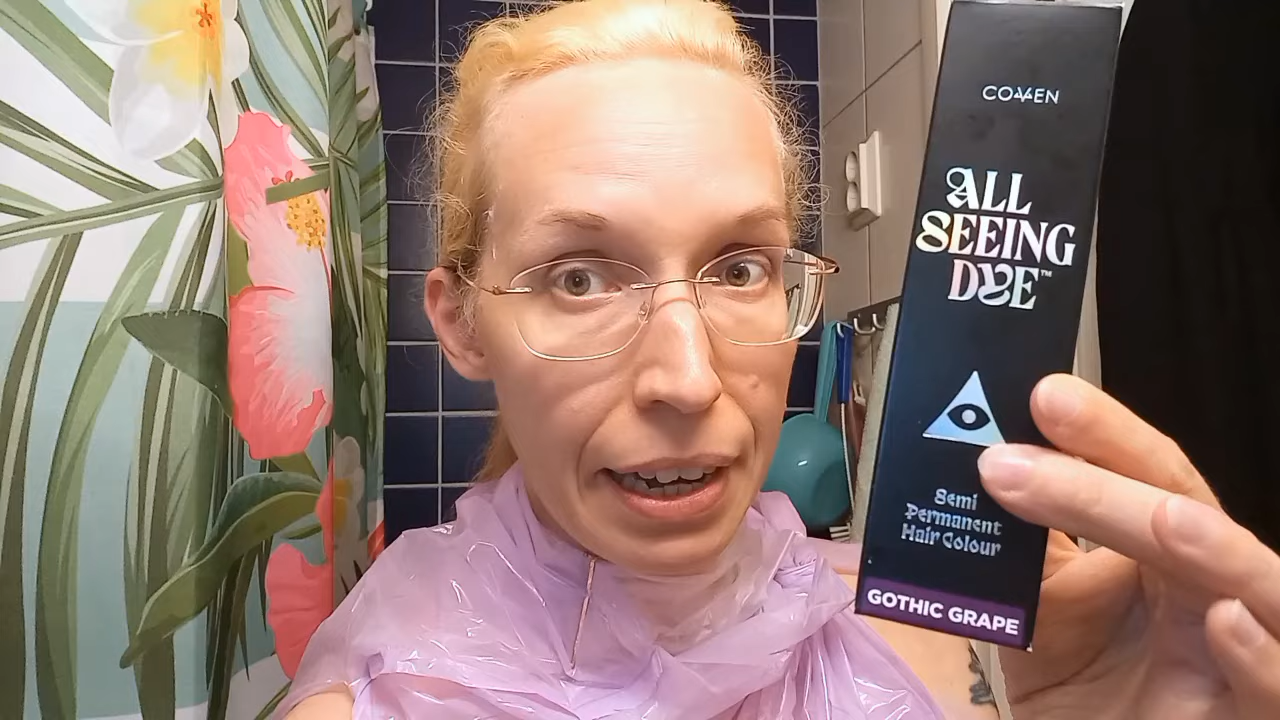 COVEN
ALL
SEEING
DYE™
Semi
Permanent
Hair Colour
GOTHIC GRAPE